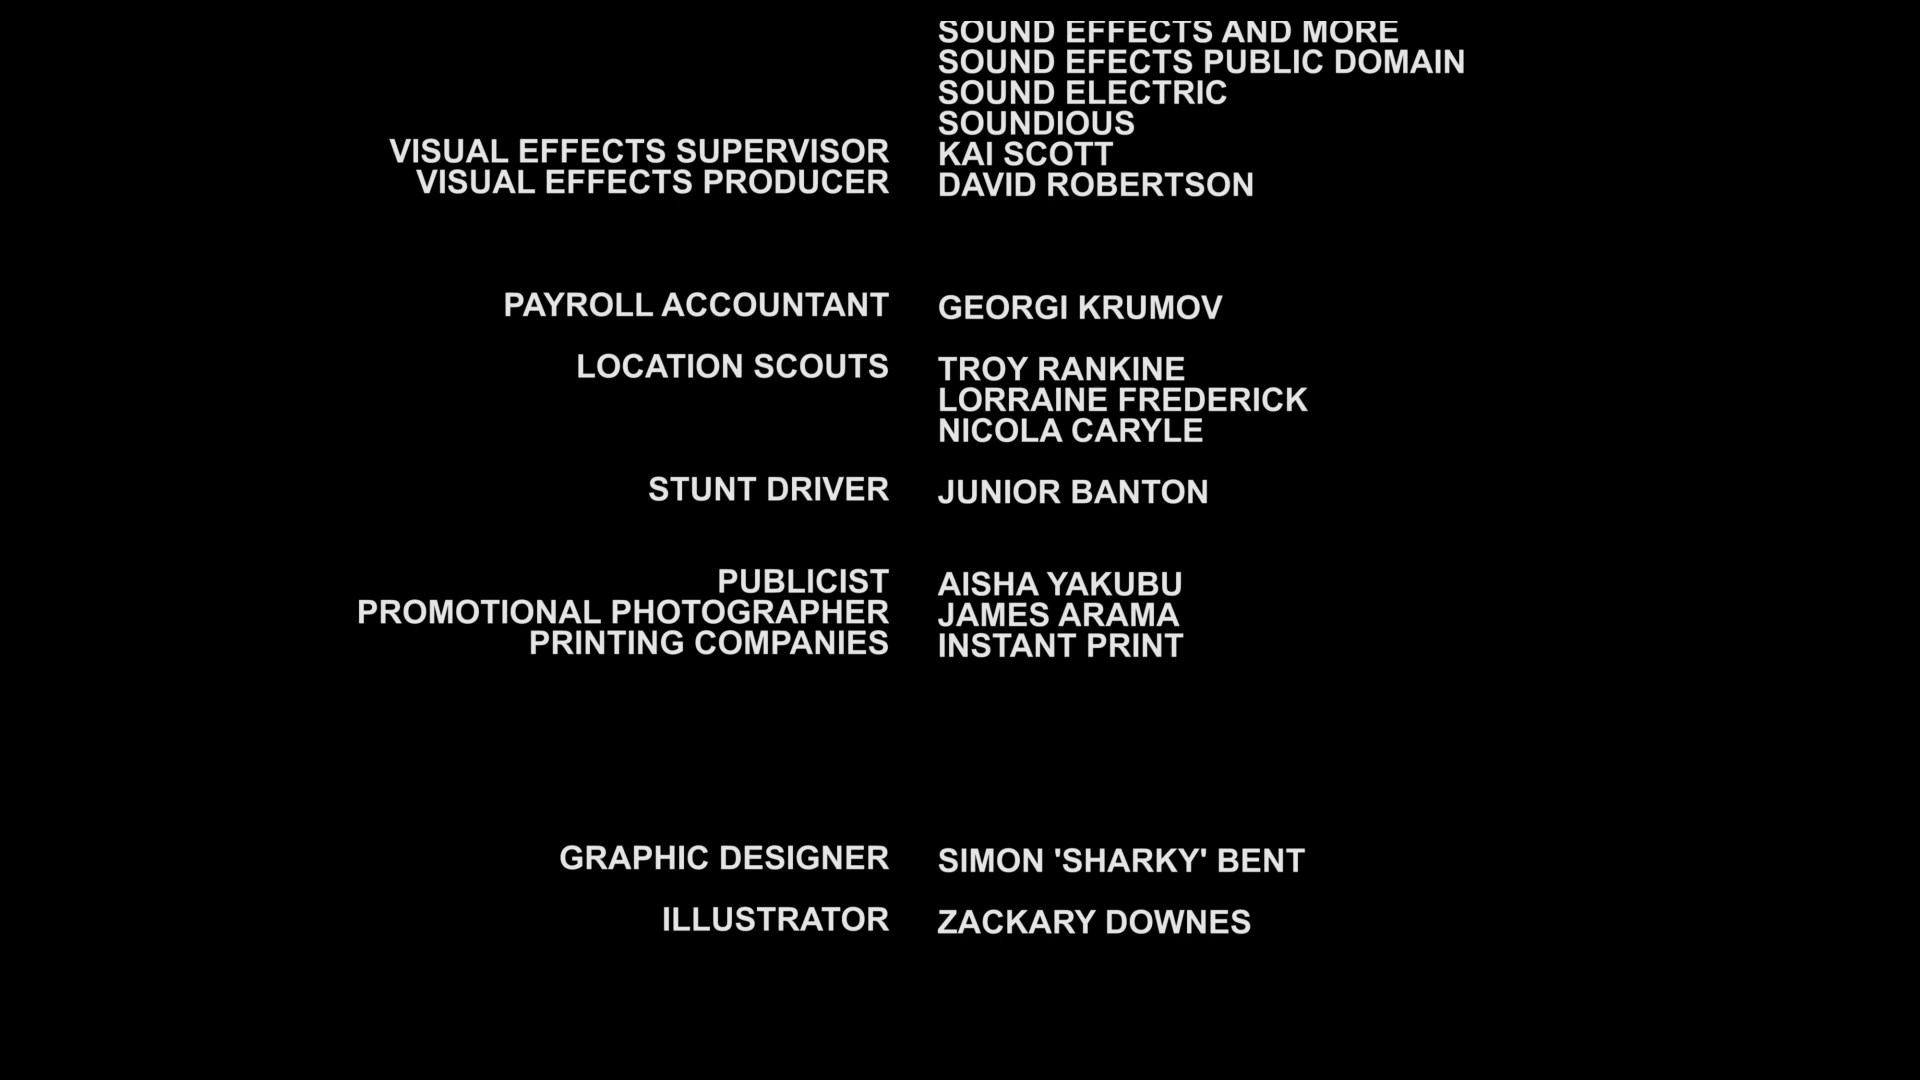 SOUND EFFECTS AND MORE
SOUND EFECTS PUBLIC DOMAIN
SOUND ELECTRIC
SOUNDIOUS
VISUAL EFFECTS SUPERVISOR KAI SCOTT
VISUAL EFFECTS PRODUCER DAVID ROBERTSON
PAYROLL ACCOUNTANT GEORGI KRUMOV
LOCATION SCOUTS TROY RANKINE
LORRAINE FREDERICK
NICOLA CARYLE
STUNT DRIVER JUNIOR BANTON
PUBLICIST AISHA YAKUBU
PROMOTIONAL PHOTOGRAPHER JAMES ARAMA
PRINTING COMPANIES INSTANT PRINT
GRAPHIC DESIGNER SIMON 'SHARKY' BENT
ILLUSTRATOR ZACKARY DOWNES